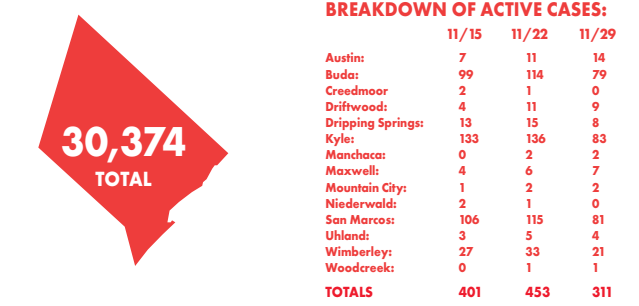 30,374
TOTAL
BREAKDOWN OF ACTIVE CASES:
11/15 11/22 11/29
Austin: 7 11 14
Buda: 99 114 79
Creedmoor 2 1 0
Driftwood: 4 11 9
Dripping Springs: 13 15 8
Kyle: 133 136 83
Manchaca: 0 2 2
Maxwell: 4 6 7
Mountain City: 1 2 2
Niederwald: 2 1 0
San Marcos: 106 115 81
Uhland: 3 5 4
Wimberley: 27 33 21
Woodcreek: 0 1 1
TOTALS 401 453 311